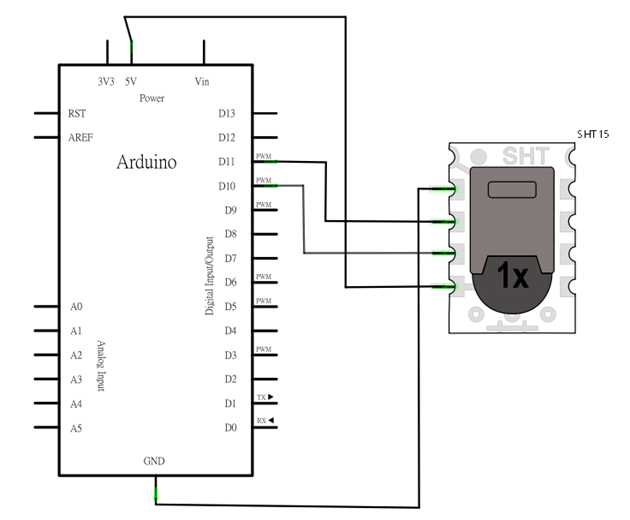 3V3 5V Vin
Power
RST
AREF
Arduino
D13
D12
PWM
D11
PWM
D10
PWM
D9
D8
D7
PWM
D6
PWM
D5
D4
PWM
D3
D2
TX
D1
RX
D0
Digital Input/Output
A0
A1
A2
A3
A4
A5
Analog Input
GND
SHT15
SHT
1x